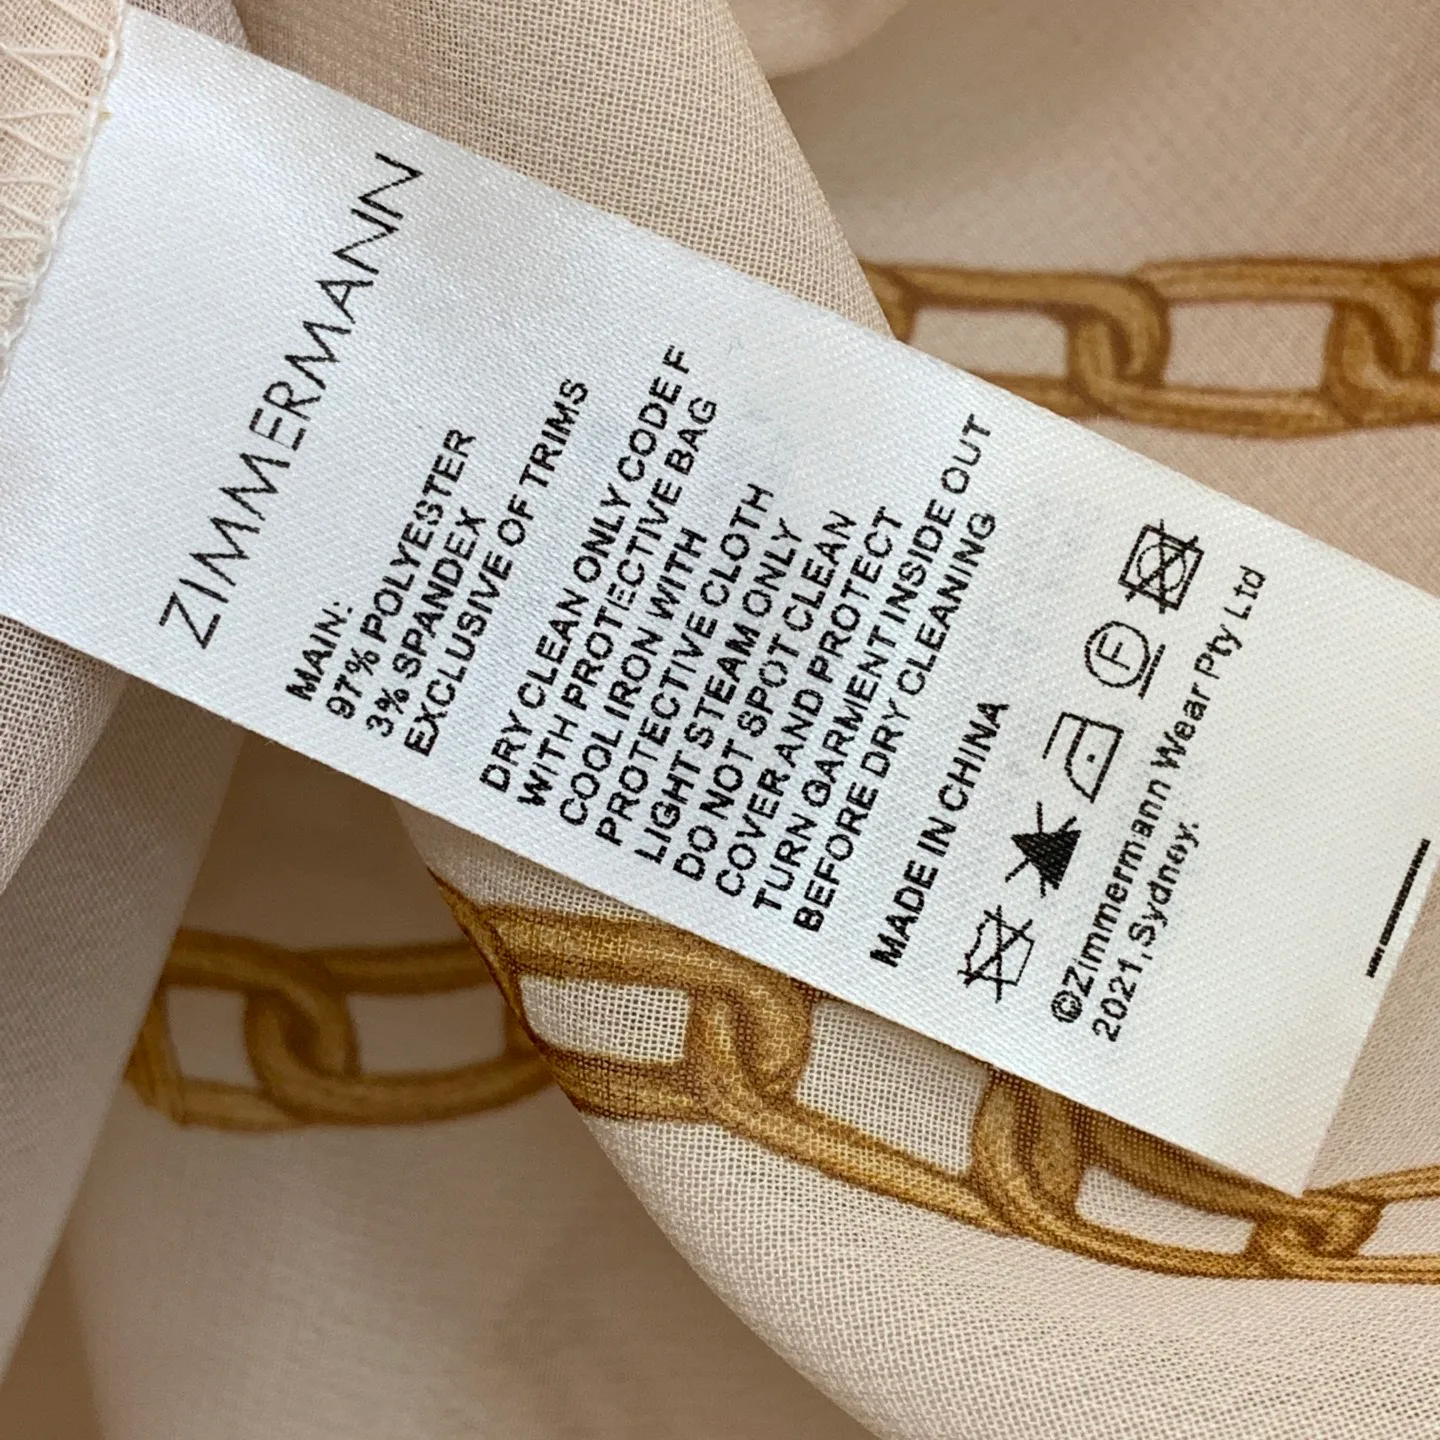 ZIMMERMANN
MAIN:
97% POLYESTER
3% SPANDEX
EXCLUSIVE OF TRIMS
DRY CLEAN ONLY CODE F
WITH PROTECTIVE BAG
COOL IRON WITH
PROTECTIVE CLOTH
LIGHT STEAM ONLY
DO NOT SPOT CLEAN
COVER AND PROTECT
TURN GARMENT INSIDE OUT
BEFORE DRY CLEANING
MADE IN CHINA
F
©Zimmermann Wear Pty Ltd
2021,Sydney.